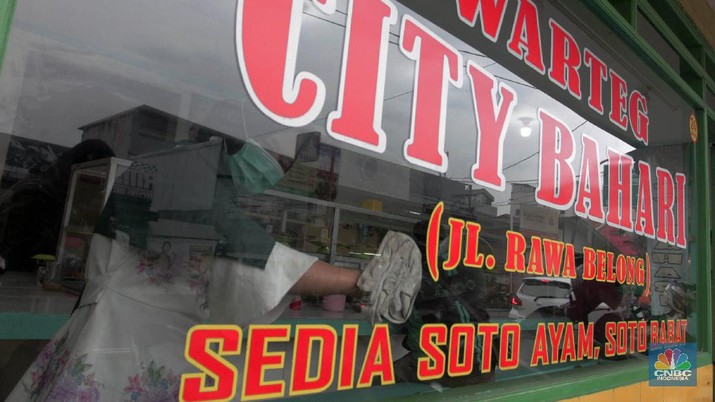 WARTEG
CITY BAHARI
(JL. RAWA BELONG)
SEDIA SOTO AYAM, SOTO BABAT
CNBC
INDONESIA